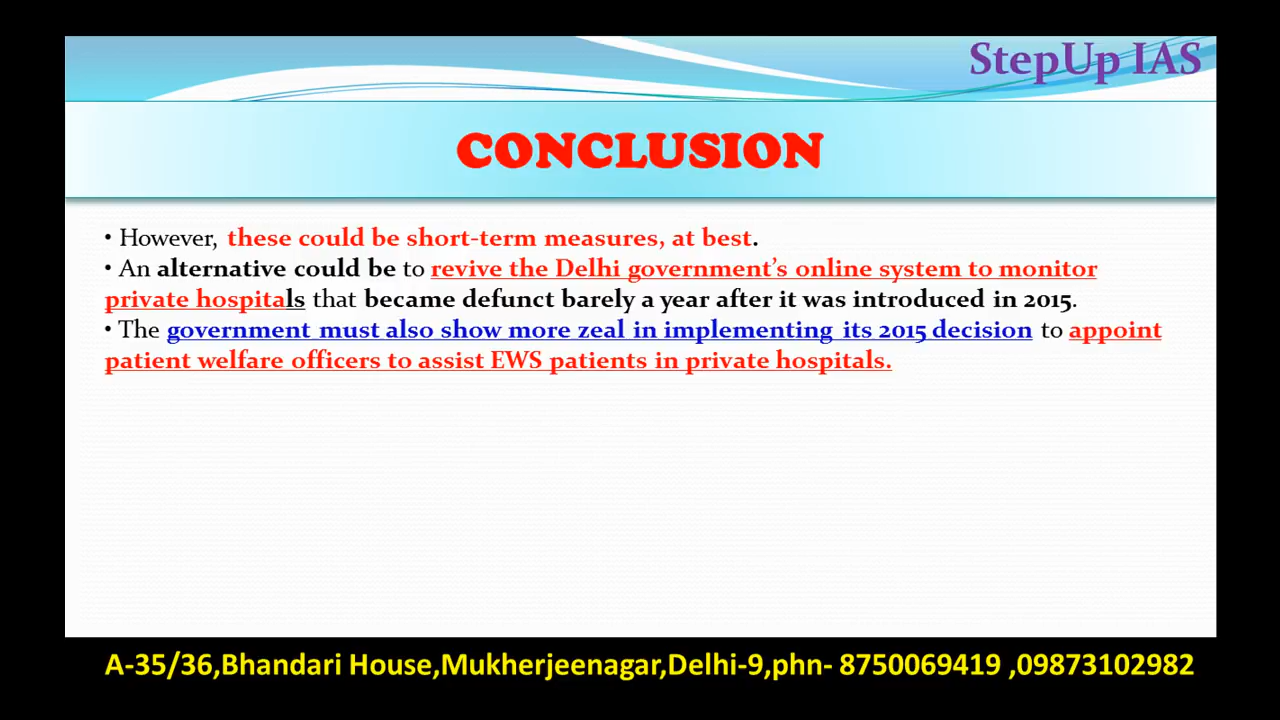 StepUp IAS
CONCLUSION
• However, these could be short-term measures, at best.
• An alternative could be to revive the Delhi government’s online system to monitor
private hospitals that became defunct barely a year after it was introduced in 2015.
• The government must also show more zeal in implementing its 2015 decision to appoint
patient welfare officers to assist EWS patients in private hospitals.
A-35/36,Bhandari House,Mukherjeenagar,Delhi-9,phn- 8750069419 ,09873102982